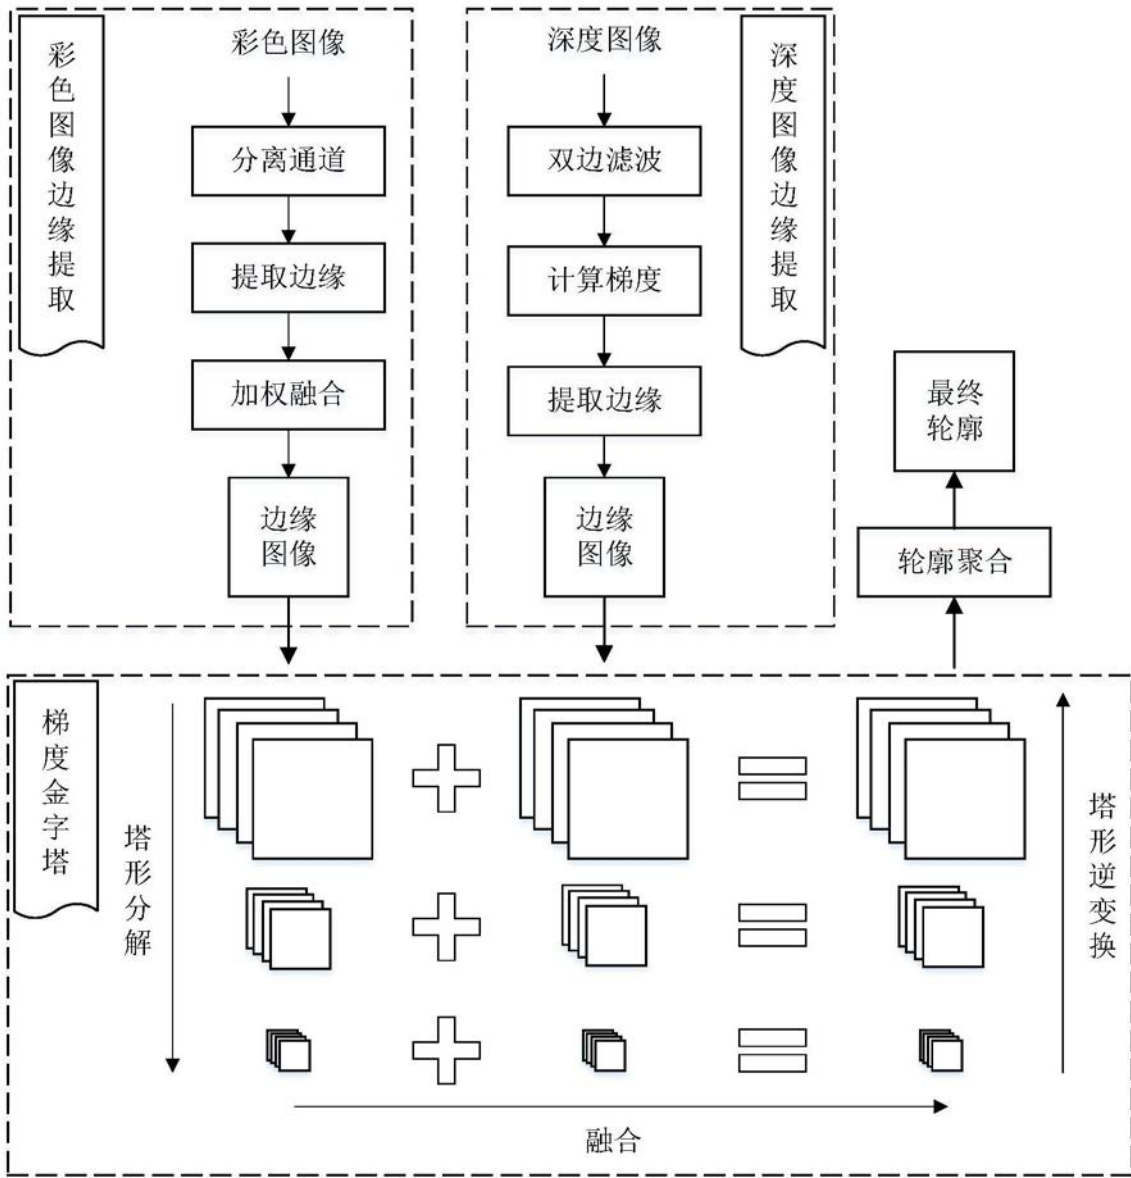 彩色图像边缘提取
彩色图像
分离通道
提取边缘
加权融合
边缘
图像
深度图像
双边滤波
计算梯度
提取边缘
边缘
图像
深度图像边缘提取
最终
轮廓
轮廓聚合
梯度金字塔
塔形分解
塔形逆变换
融合